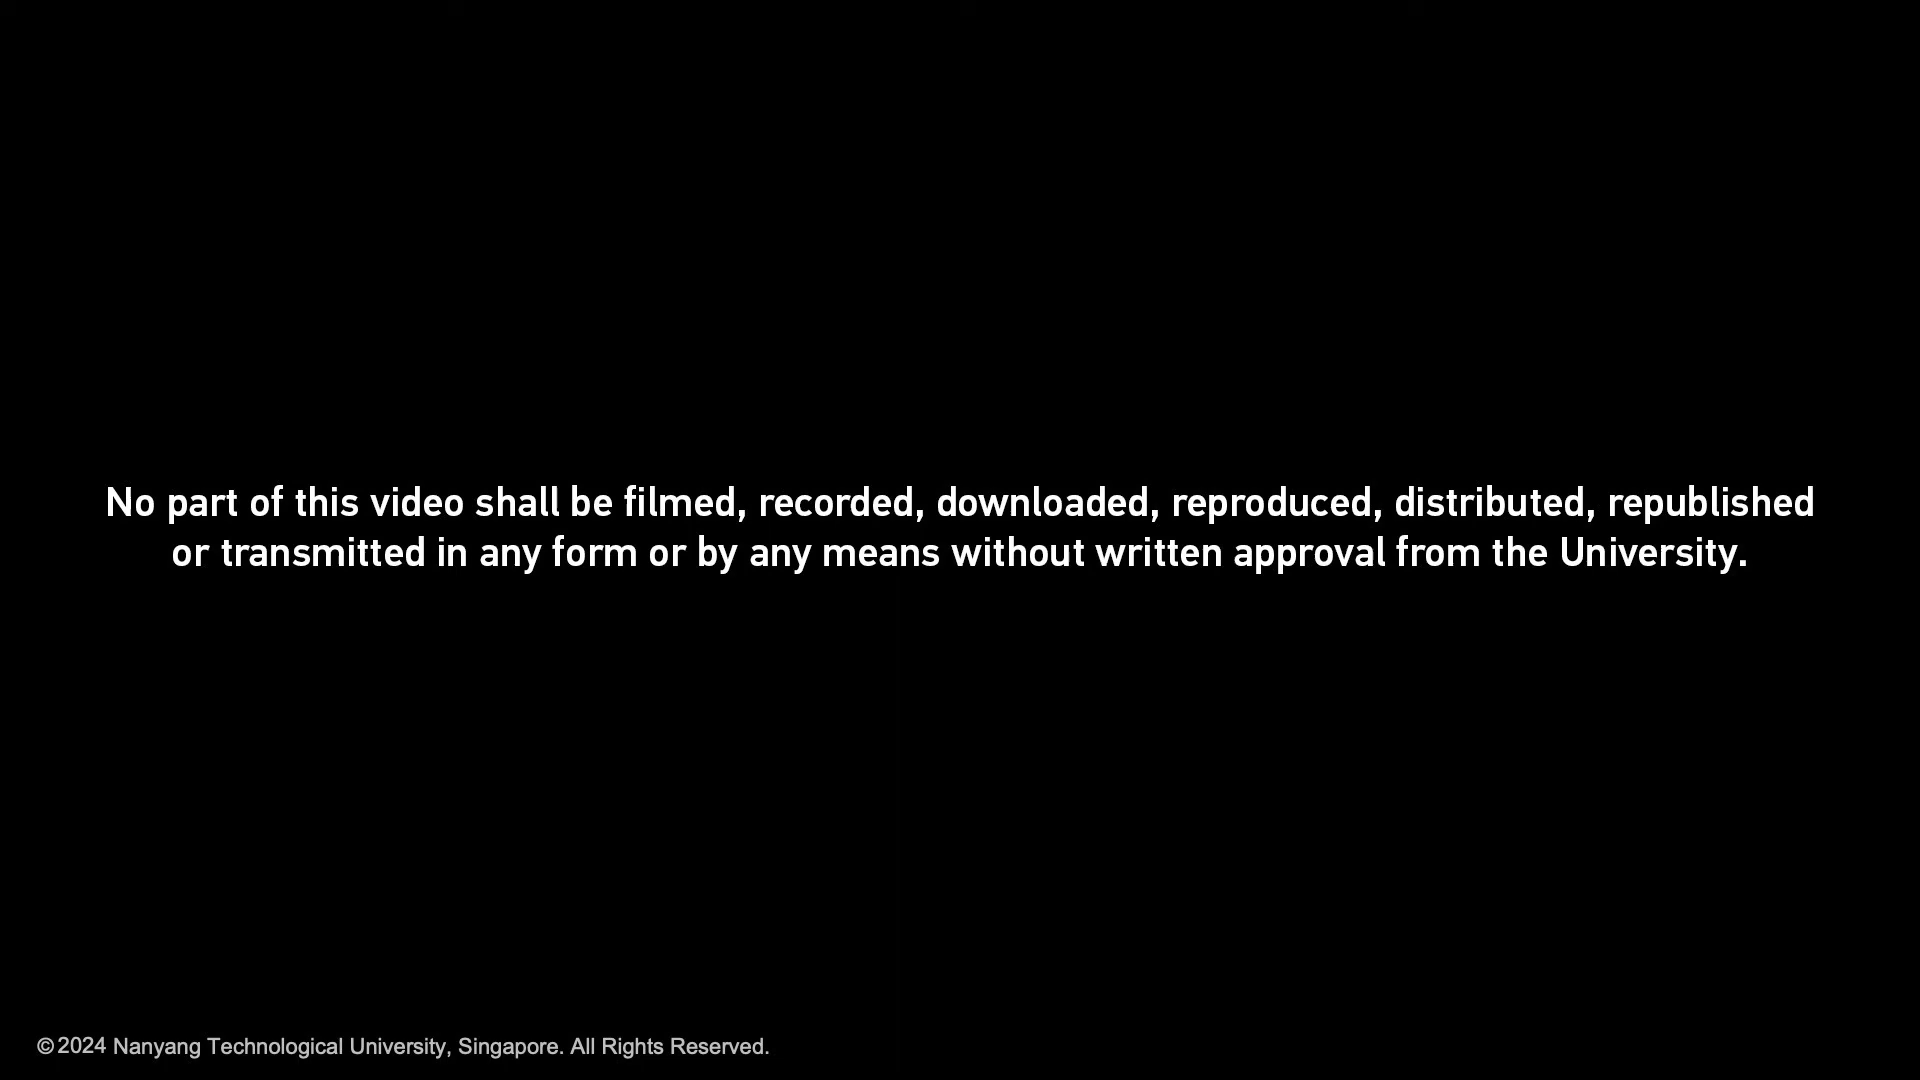 No part of this video shall be filmed, recorded, downloaded, reproduced, distributed, republished
or transmitted in any form or by any means without written approval from the University.
©2024 Nanyang Technological University, Singapore. All Rights Reserved.